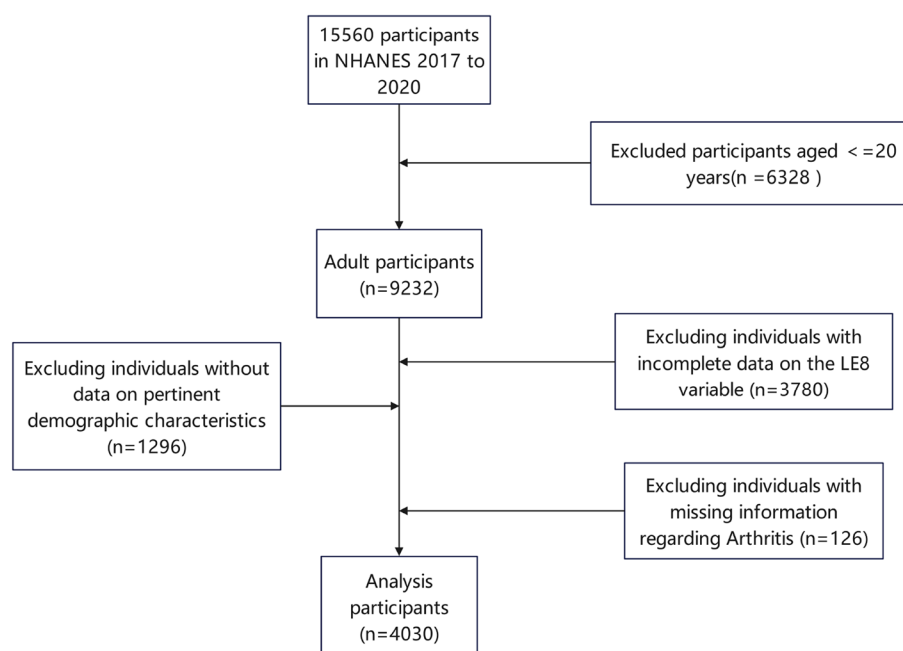 15560 participants
in NHANES 2017 to
2020
Excluded participants aged <=20
years(n =6328 )
Adult participants
(n=9232)
Excluding individuals with
incomplete data on the LE8
variable (n=3780)
Excluding individuals without
data on pertinent
demographic characteristics
(n=1296)
Excluding individuals with
missing information
regarding Arthritis (n=126)
Analysis
participants
(n=4030)